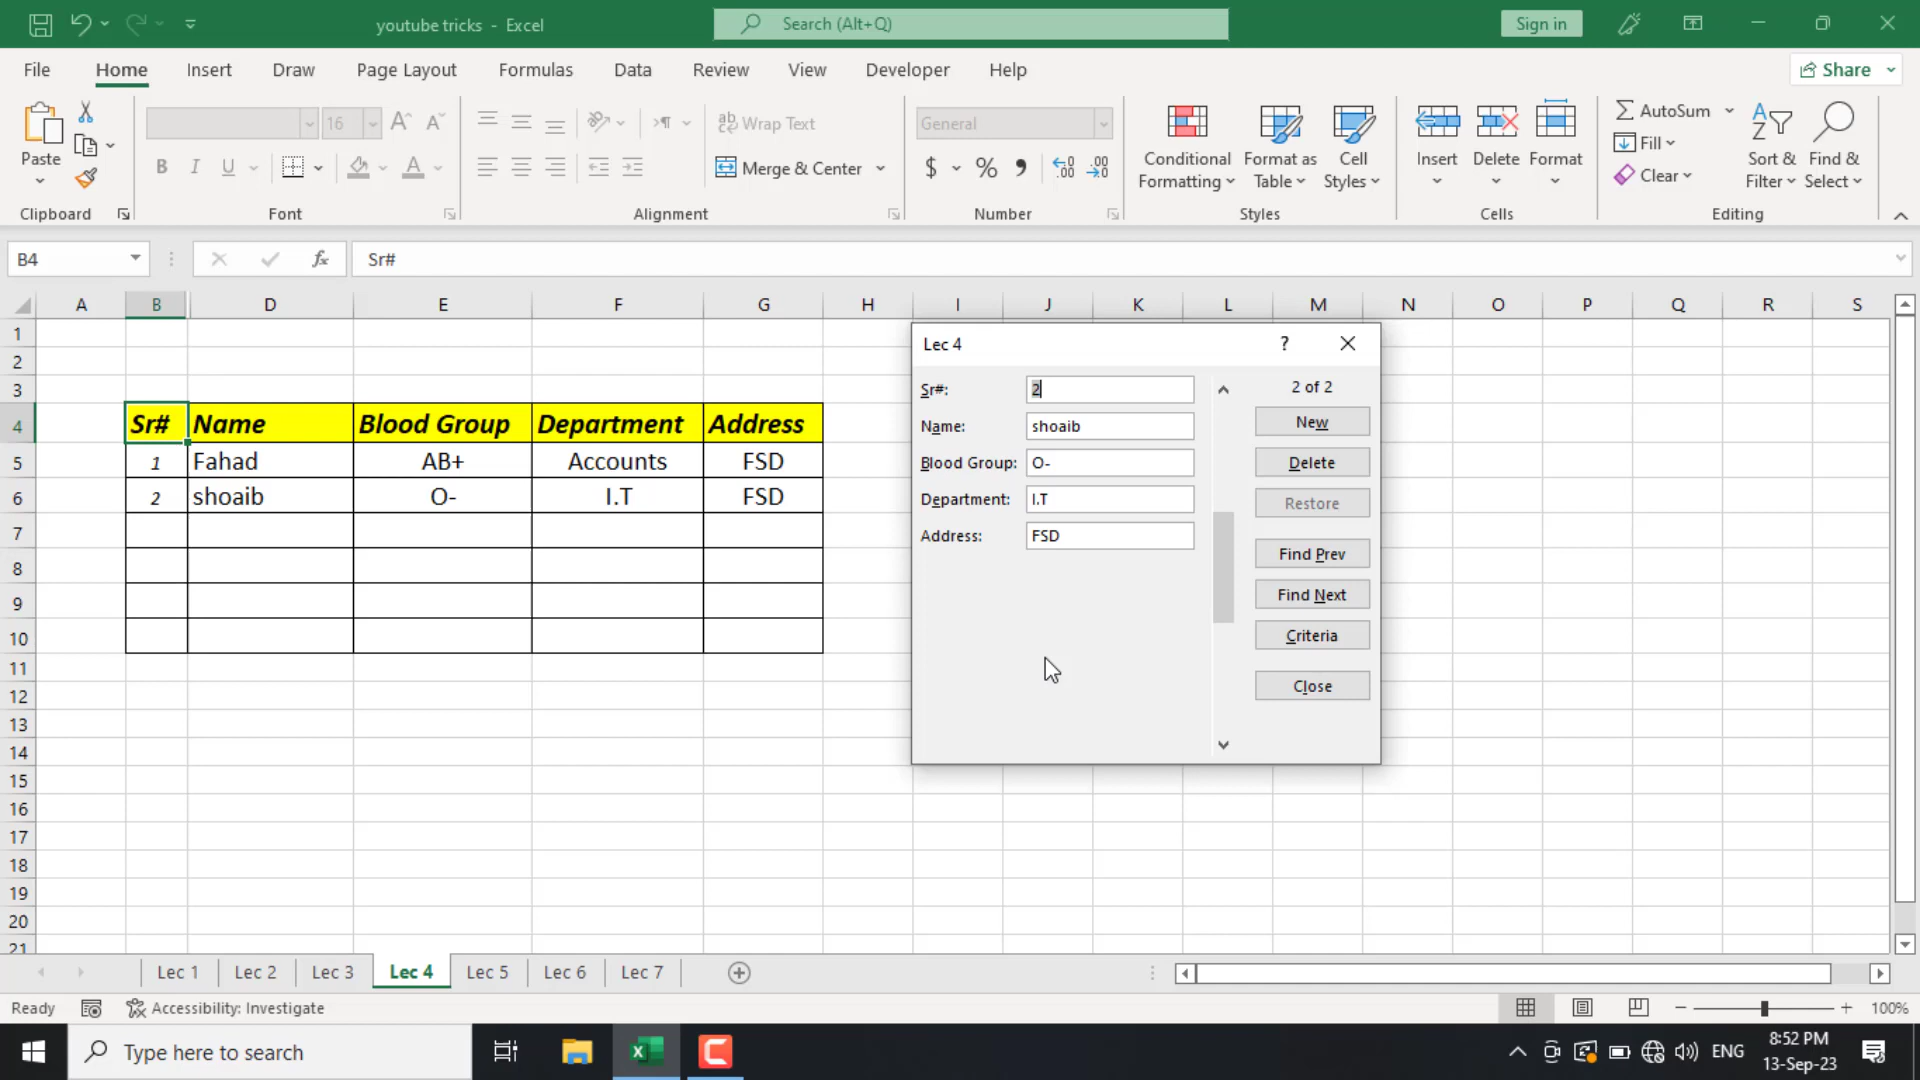 youtube tricks - Excel
Search (Alt+Q)
Sign in
File Home Insert Draw Page Layout Formulas Data Review View Developer Help
Share
Paste
Clipboard
16
B I U
Font
Wrap Text
Merge & Center
Alignment
General
$ % ,
Number
Conditional Formatting
Format as Table
Cell Styles
Styles
Insert Delete Format
Cells
AutoSum
Fill
Clear
Sort & Filter
Find & Select
Editing
B4
fx
Sr#
A B D E F G H I J K L M N O P Q R S
1
2
3
4 Sr# Name Blood Group Department Address
5 1 Fahad AB+ Accounts FSD
6 2 shoaib O- I.T FSD
7
8
9
10
11
12
13
14
15
16
17
18
19
20
21
Lec 4 ?
Sr#: 2
Name: shoaib
Blood Group: O-
Department: I.T
Address: FSD
2 of 2
New
Delete
Restore
Find Prev
Find Next
Criteria
Close
Lec 1 Lec 2 Lec 3 Lec 4 Lec 5 Lec 6 Lec 7
Ready
Accessibility: Investigate
100%
Type here to search
ENG
8:52 PM
13-Sep-23